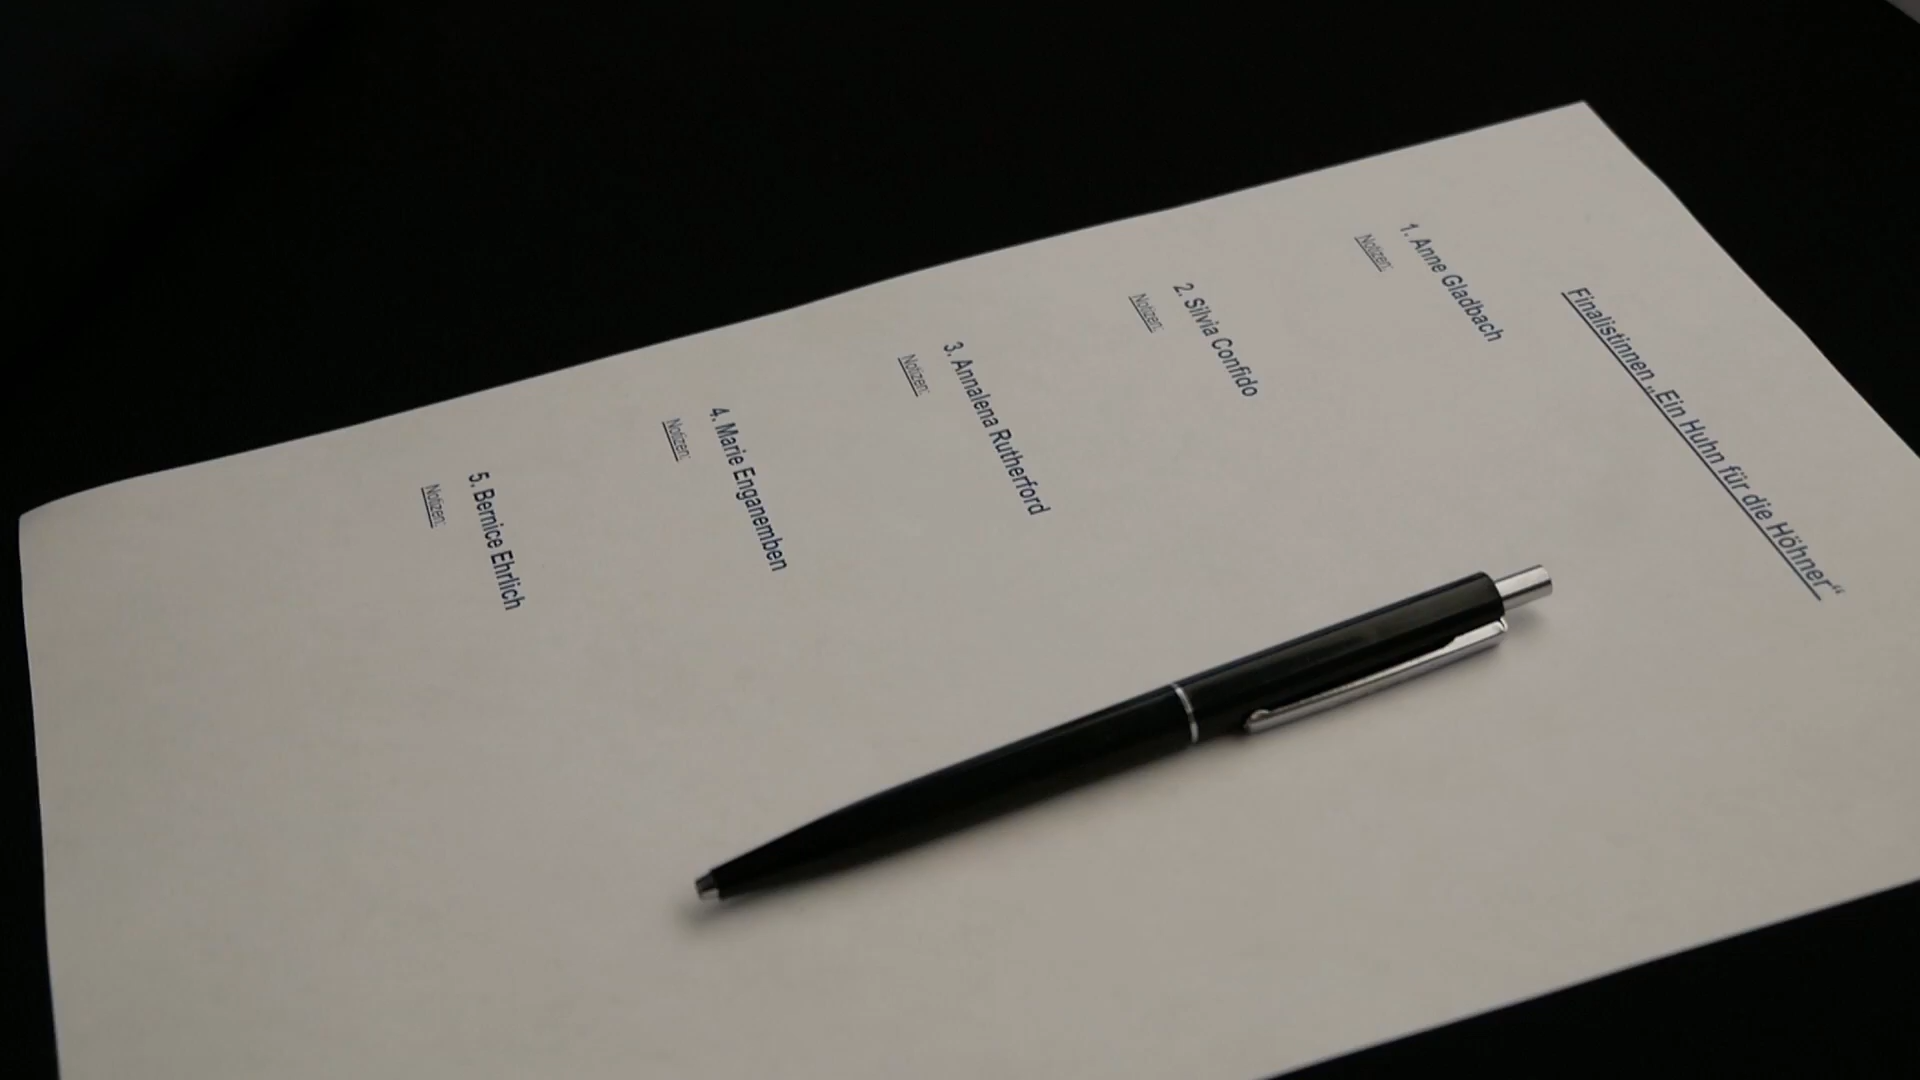 Finalistinnen „Ein Huhn für die Höhner“
1. Anne Gladbach
Notizen:
2. Silvia Confido
Notizen:
3. Annalena Rutherford
Notizen:
4. Marie Enganemben
Notizen:
5. Bernice Ehrlich
Notizen: